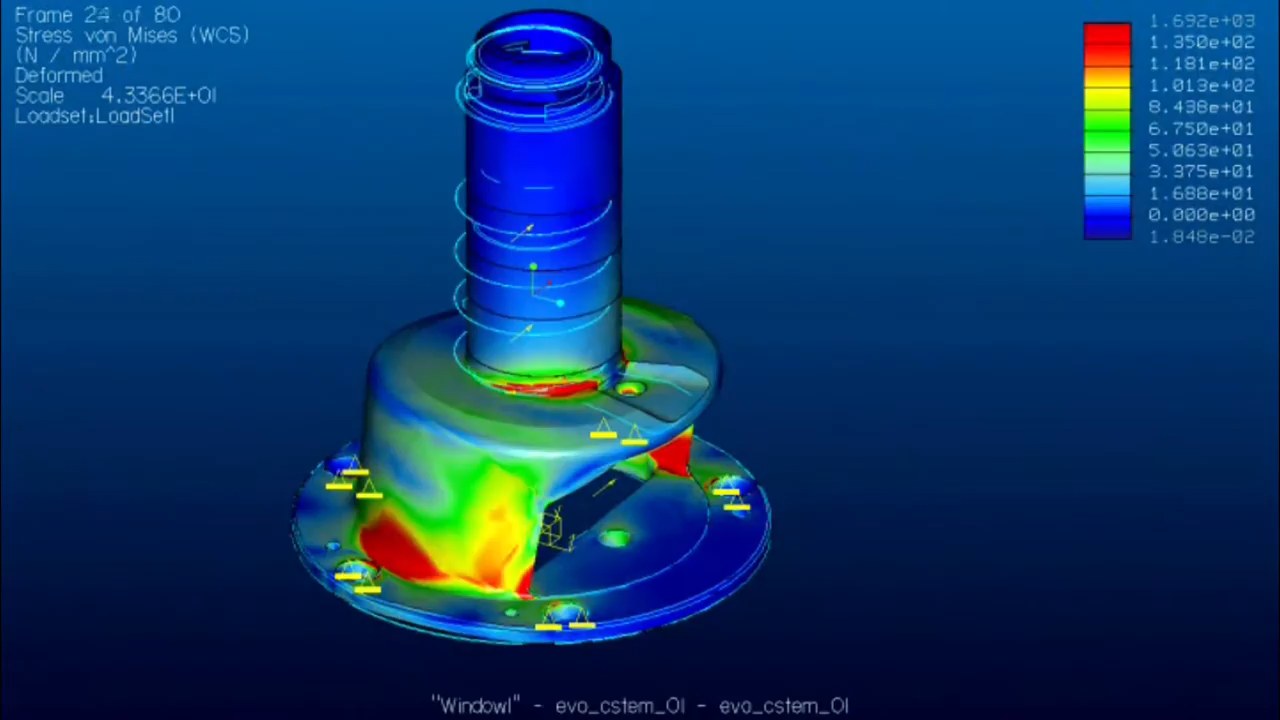 Frame 24 of 80
Stress von Mises (WCS)
(N / mm^2)
Deformed
Scale 4.3366E+01
Loadset:LoadSet1
1.692e+03
1.350e+02
1.181e+02
1.013e+02
8.438e+01
6.750e+01
5.063e+01
3.375e+01
1.688e+01
0.000e+00
1.848e-02
"Window1" - evo_cstem_01 - evo_cstem_01